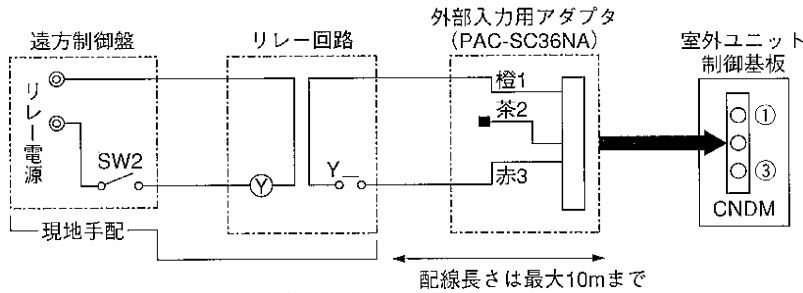 外部入力用アダプタ
(PAC-SC36NA)
遠方制御盤
リレー回路
室外ユニット
制御基板
リレー電源
SW2
Y
Y
橙1
茶2
赤3
①
③
CNDM
現地手配
配線長さは最大10mまで